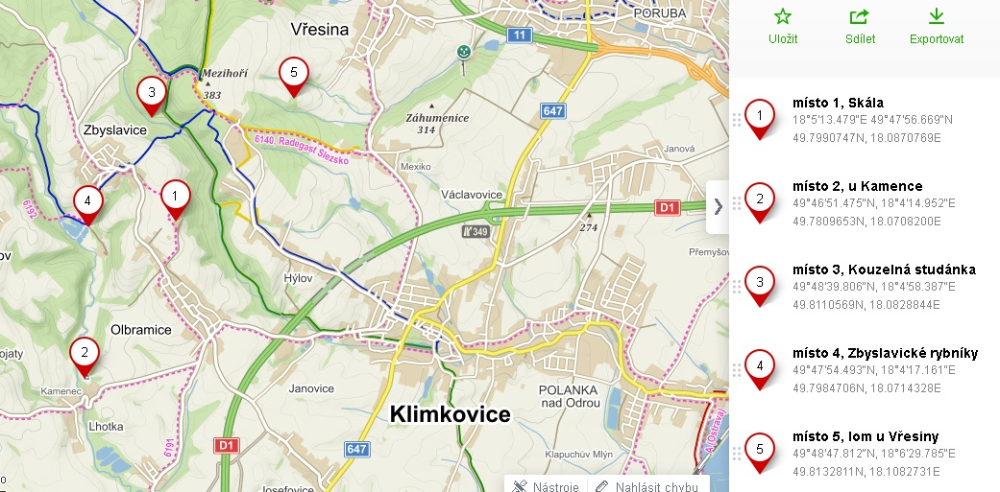 Vřesina
PORUBA
11
5
Mezihoří
383
3
647
Záhumenice
314
Zbyslavice
6140, Radegast Slezsko
Janová
Mexiko
6192
4
1
Václavovice
D1
349
274
Přemyšov
Hýlov
Olbramice
2
Kamenec
Janovice
POLANKA
nad Odrou
Klimkovice
Lhotka
6191
D1
647
Klapuchův Mlýn
Josefovice
Nástroje
Nahlásit chybu
Uložit
Sdílet
Exportovat
1
místo 1, Skála
18°5'13.479"E 49°47'56.669"N
49.7990747N, 18.0870769E
2
místo 2, u Kamence
49°46'51.475"N, 18°4'14.952"E
49.7809653N, 18.0708200E
3
místo 3, Kouzelná studánka
49°48'39.806"N, 18°4'58.387"E
49.8110569N, 18.0828844E
4
místo 4, Zbyslavické rybníky
49°47'54.493"N, 18°4'17.161"E
49.7984706N, 18.0714328E
5
místo 5, lom u Vřesiny
49°48'47.812"N, 18°6'29.785"E
49.8132811N, 18.1082731E